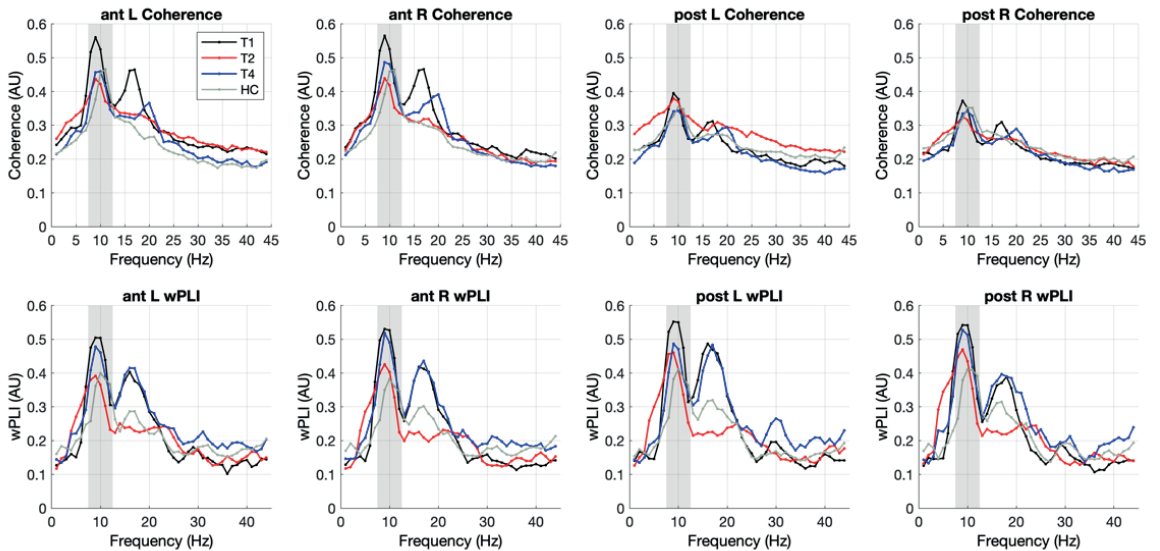 ant L Coherence
0.6
0.5
0.4
0.3
0.2
0.1
0
Coherence (AU)
T1
T2
T4
HC
0 5 10 15 20 25 30 35 40 45
Frequency (Hz)
ant R Coherence
0.6
0.5
0.4
0.3
0.2
0.1
0
Coherence (AU)
0 5 10 15 20 25 30 35 40 45
Frequency (Hz)
post L Coherence
0.6
0.5
0.4
0.3
0.2
0.1
0
Coherence (AU)
0 5 10 15 20 25 30 35 40 45
Frequency (Hz)
post R Coherence
0.6
0.5
0.4
0.3
0.2
0.1
0
Coherence (AU)
0 5 10 15 20 25 30 35 40 45
Frequency (Hz)
ant L wPLI
0.6
0.5
0.4
0.3
0.2
0.1
0
wPLI (AU)
0 10 20 30 40
Frequency (Hz)
ant R wPLI
0.6
0.5
0.4
0.3
0.2
0.1
0
wPLI (AU)
0 10 20 30 40
Frequency (Hz)
post L wPLI
0.6
0.5
0.4
0.3
0.2
0.1
0
wPLI (AU)
0 10 20 30 40
Frequency (Hz)
post R wPLI
0.6
0.5
0.4
0.3
0.2
0.1
0
wPLI (AU)
0 10 20 30 40
Frequency (Hz)